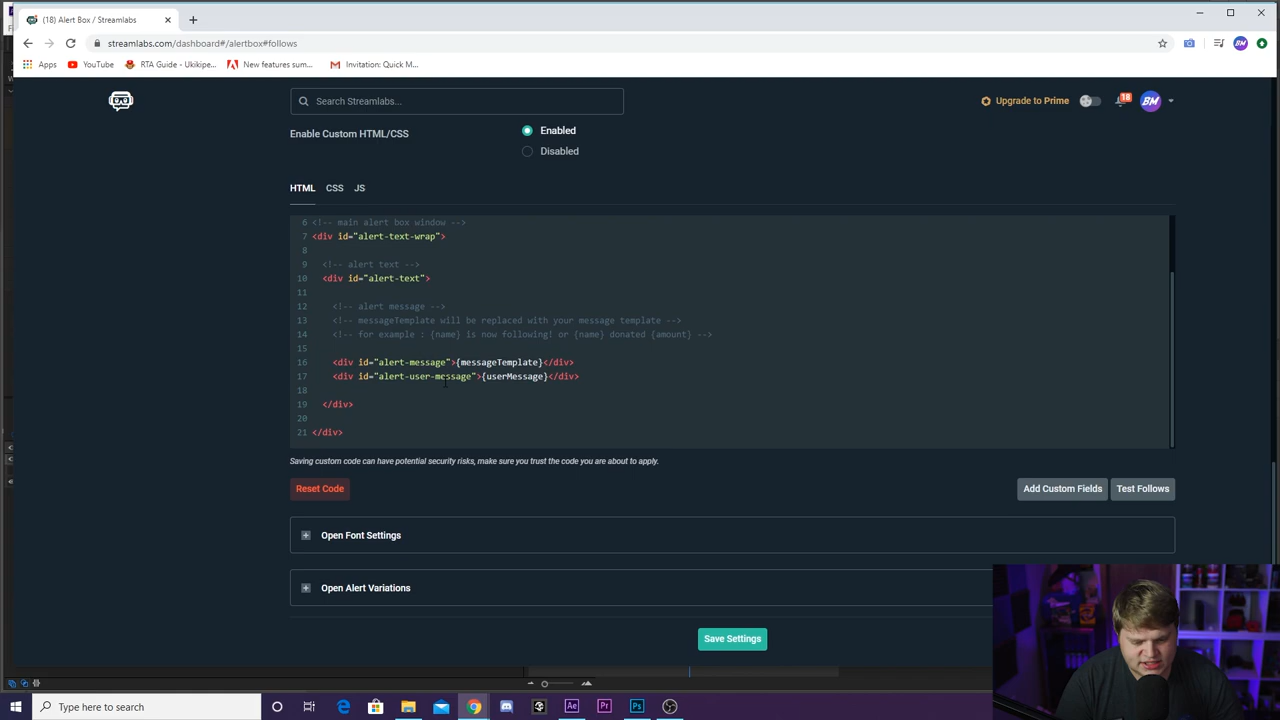 (18) Alert Box / Streamlabs
streamlabs.com/dashboard#/alertbox#follows
BM
Apps
YouTube
RTA Guide - Ukikipe...
New features sum...
Invitation: Quick M...
Search Streamlabs...
Upgrade to Prime
18
BM
Enable Custom HTML/CSS
Enabled
Disabled
HTML CSS JS
6 <!-- main alert box window -->
7 <div id="alert-text-wrap">
8
9 <!-- alert text -->
10 <div id="alert-text">
11
12 <!-- alert message -->
13 <!-- messageTemplate will be replaced with your message template -->
14 <!-- for example : {name} is now following! or {name} donated {amount} -->
15
16 <div id="alert-message">{messageTemplate}</div>
17 <div id="alert-user-message">{userMessage}</div>
18
19 </div>
20
21 </div>
Saving custom code can have potential security risks, make sure you trust the code you are about to apply.
Reset Code
Add Custom Fields
Test Follows
Open Font Settings
Open Alert Variations
Save Settings
Type here to search
Ae
Pr
Ps